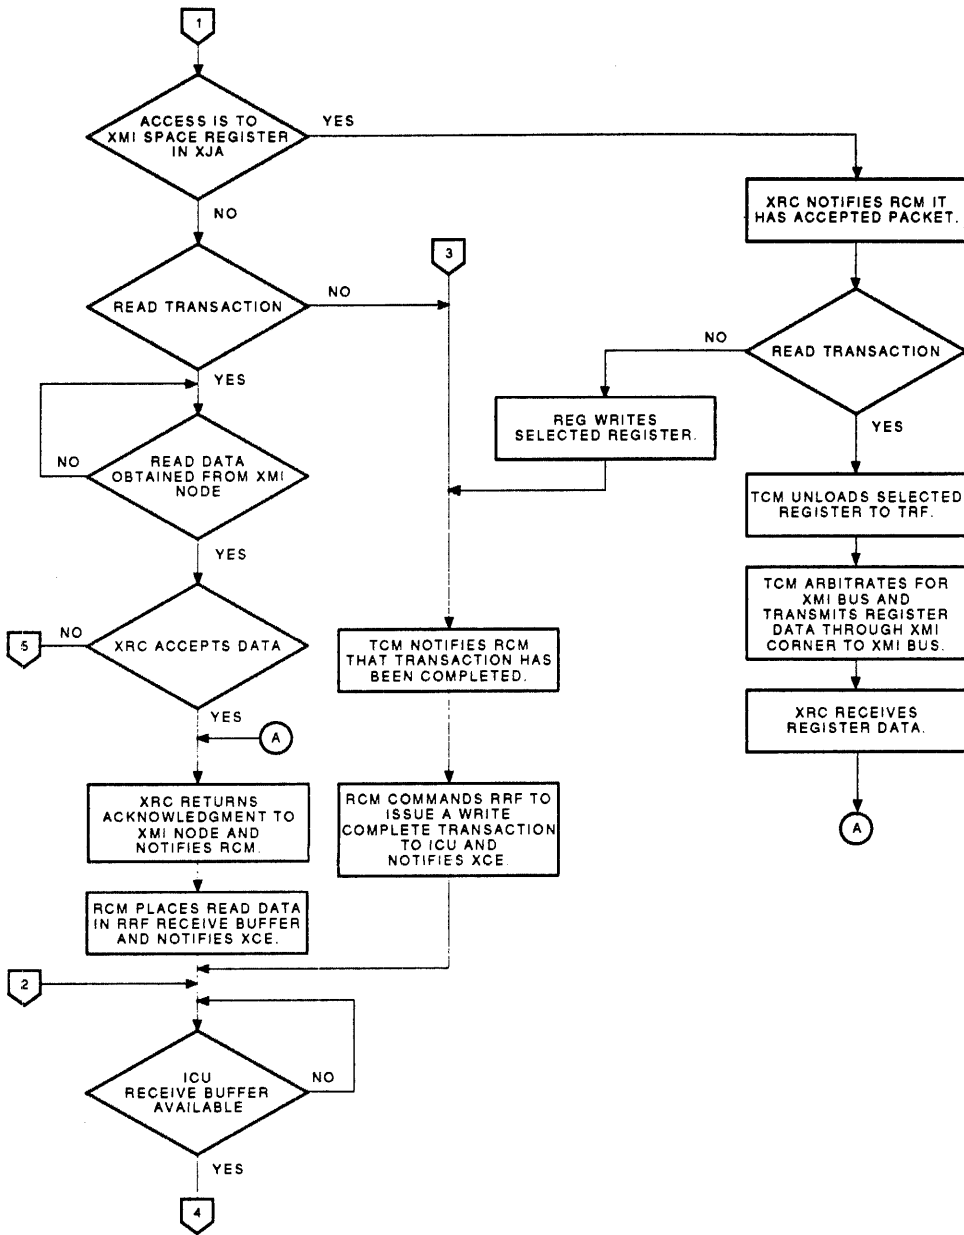 1
ACCESS IS TO
XMI SPACE REGISTER
IN XJA
YES
NO
XRC NOTIFIES RCM IT
HAS ACCEPTED PACKET.
3
READ TRANSACTION
NO
YES
READ TRANSACTION
NO
YES
REG WRITES
SELECTED REGISTER.
READ DATA
OBTAINED FROM XMI
NODE
NO
YES
TCM UNLOADS SELECTED
REGISTER TO TRF.
TCM ARBITRATES FOR
XMI BUS AND
TRANSMITS REGISTER
DATA THROUGH XMI
CORNER TO XMI BUS.
5
NO
XRC ACCEPTS DATA
YES
TCM NOTIFIES RCM
THAT TRANSACTION HAS
BEEN COMPLETED.
XRC RECEIVES
REGISTER DATA.
A
A
XRC RETURNS
ACKNOWLEDGMENT TO
XMI NODE AND
NOTIFIES RCM.
RCM COMMANDS RRF TO
ISSUE A WRITE
COMPLETE TRANSACTION
TO ICU AND
NOTIFIES XCE.
RCM PLACES READ DATA
IN RRF RECEIVE BUFFER
AND NOTIFIES XCE.
2
ICU
RECEIVE BUFFER
AVAILABLE
NO
YES
4